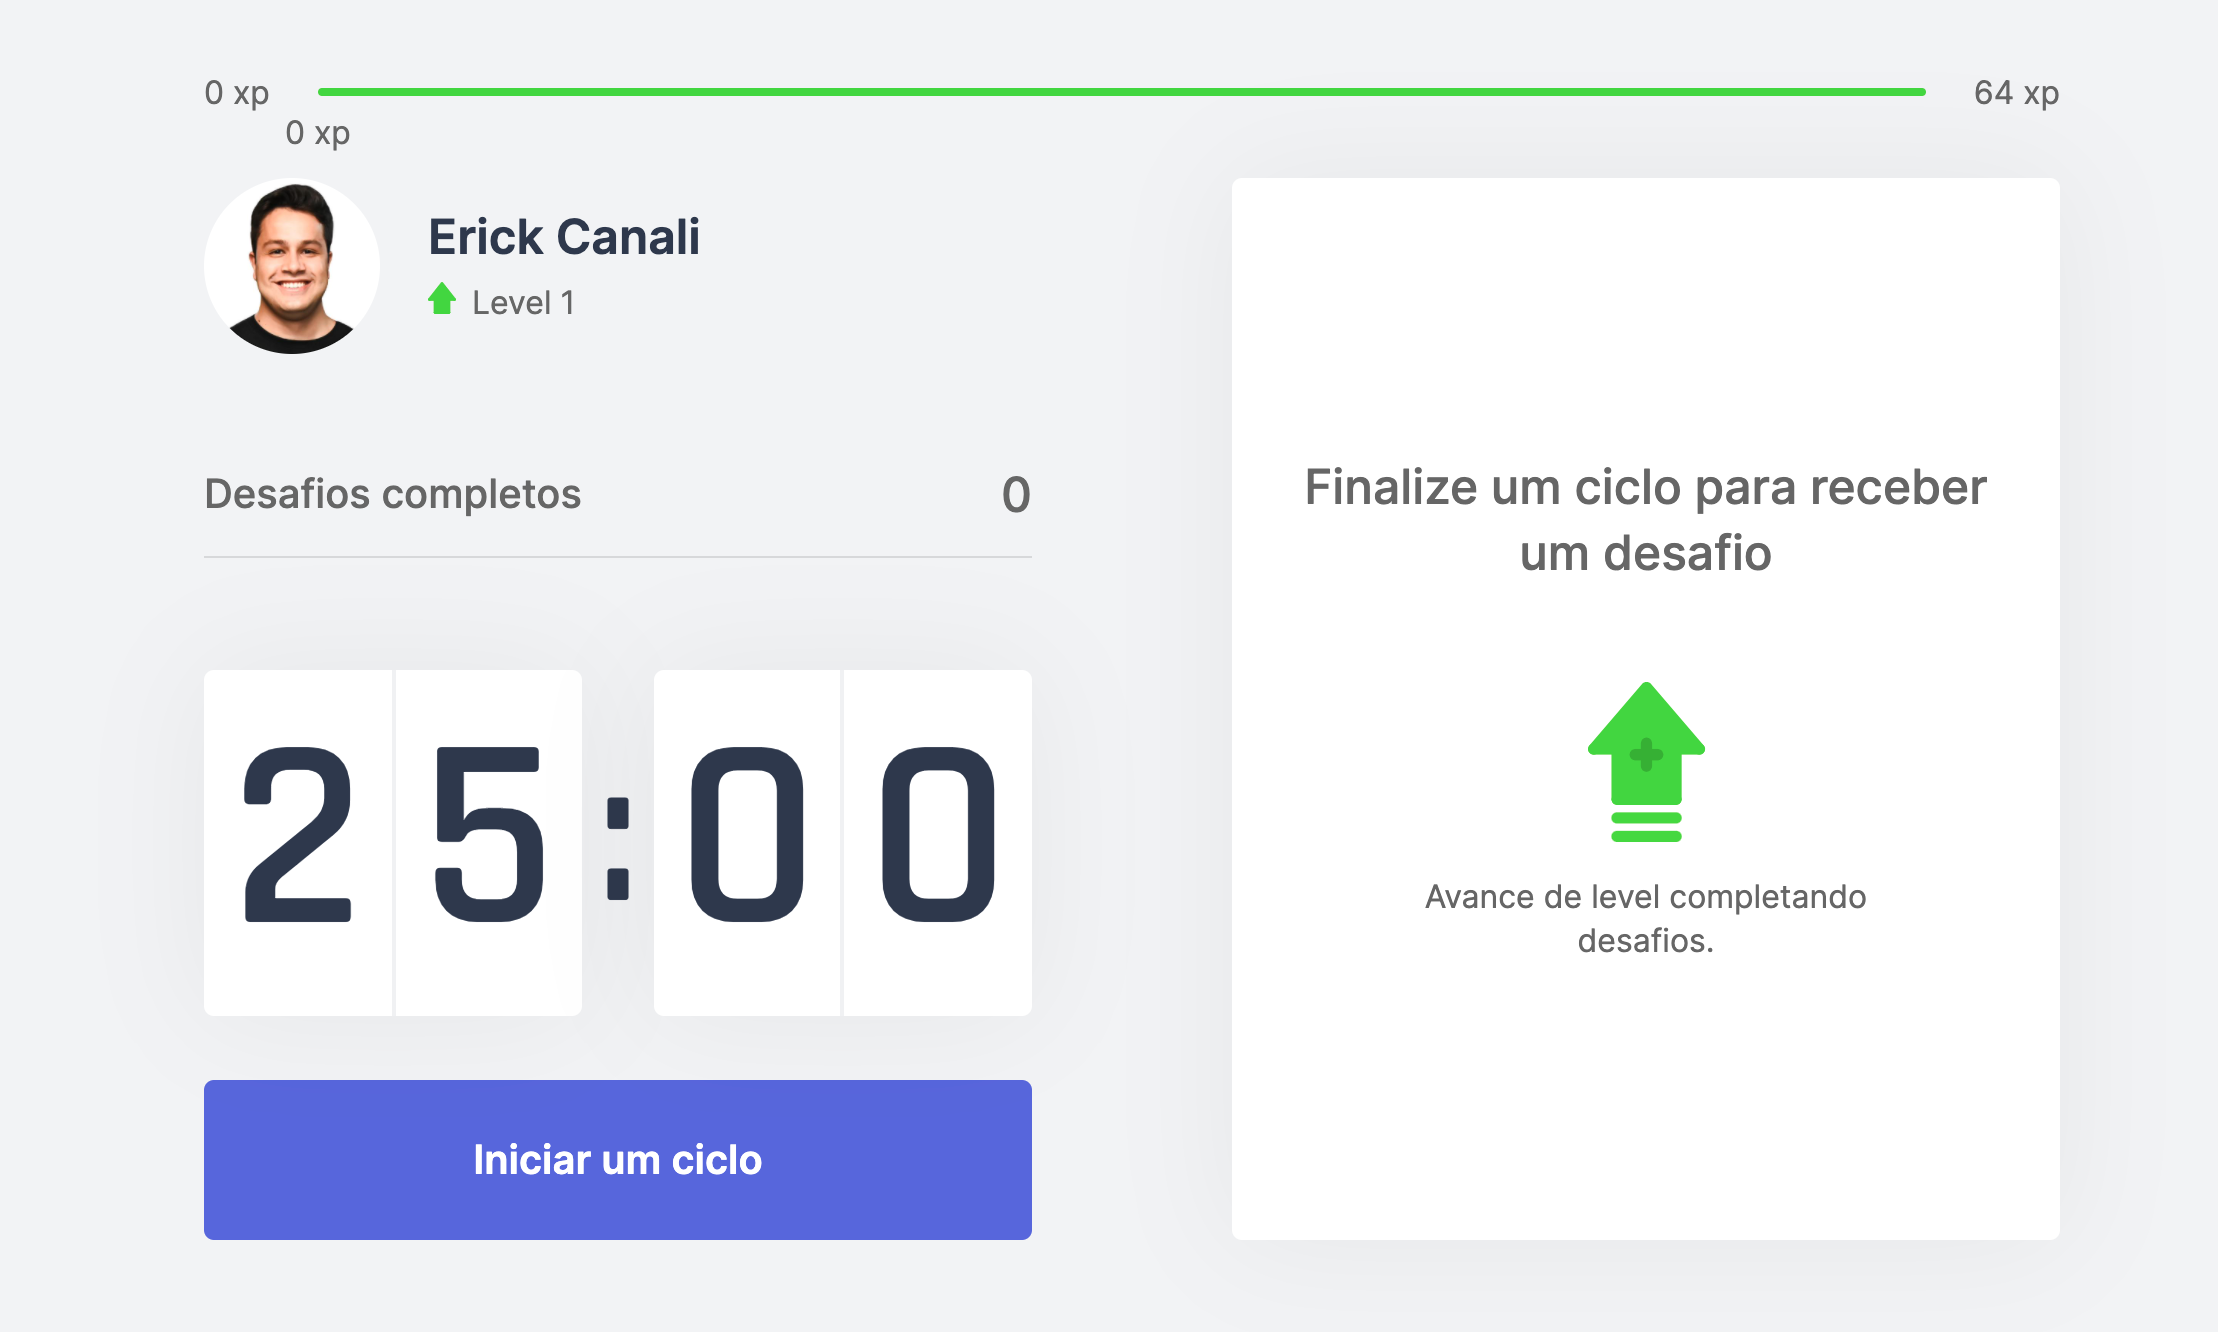 0 xp
64 xp
0 xp
Erick Canali
Level 1
Desafios completos
0
25:00
Iniciar um ciclo
Finalize um ciclo para receber
um desafio
Avance de level completando
desafios.